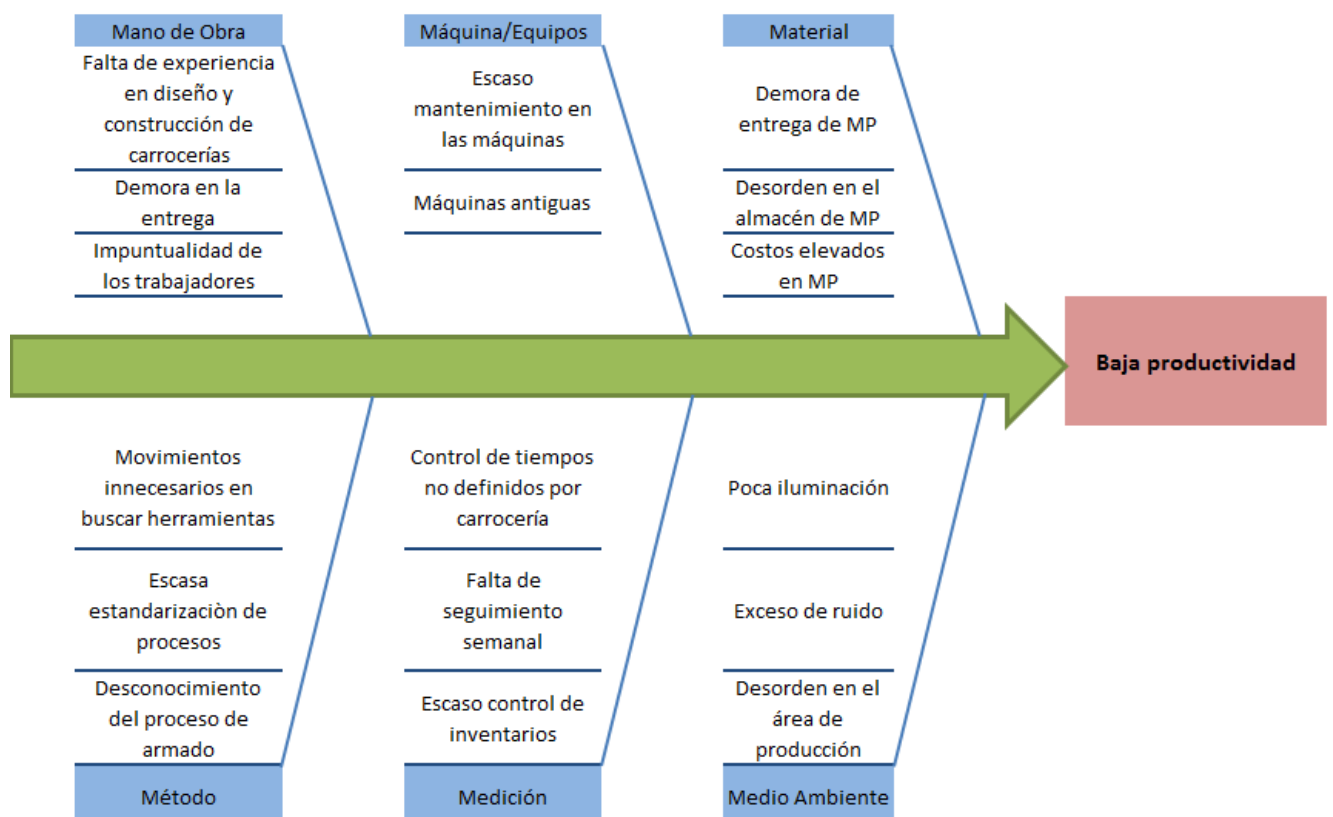 Mano de Obra
Falta de experiencia
en diseño y
construcción de
carrocerías
Demora en la
entrega
Impuntualidad de
los trabajadores
Máquina/Equipos
Escaso
mantenimiento en
las máquinas
Máquinas antiguas
Material
Demora de
entrega de MP
Desorden en el
almacén de MP
Costos elevados
en MP
Baja productividad
Movimientos
innecesarios en
buscar herramientas
Escasa
estandarizaciòn de
procesos
Desconocimiento
del proceso de
armado
Método
Control de tiempos
no definidos por
carrocería
Falta de
seguimiento
semanal
Escaso control de
inventarios
Medición
Poca iluminación
Exceso de ruido
Desorden en el
área de
producción
Medio Ambiente